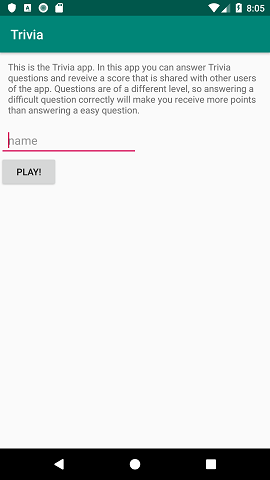 8:05
Trivia
This is the Trivia app. In this app you can answer Trivia
questions and reveive a score that is shared with other users
of the app. Questions are of a different level, so answering a
difficult question correctly will make you receive more points
than answering a easy question.
name
PLAY!